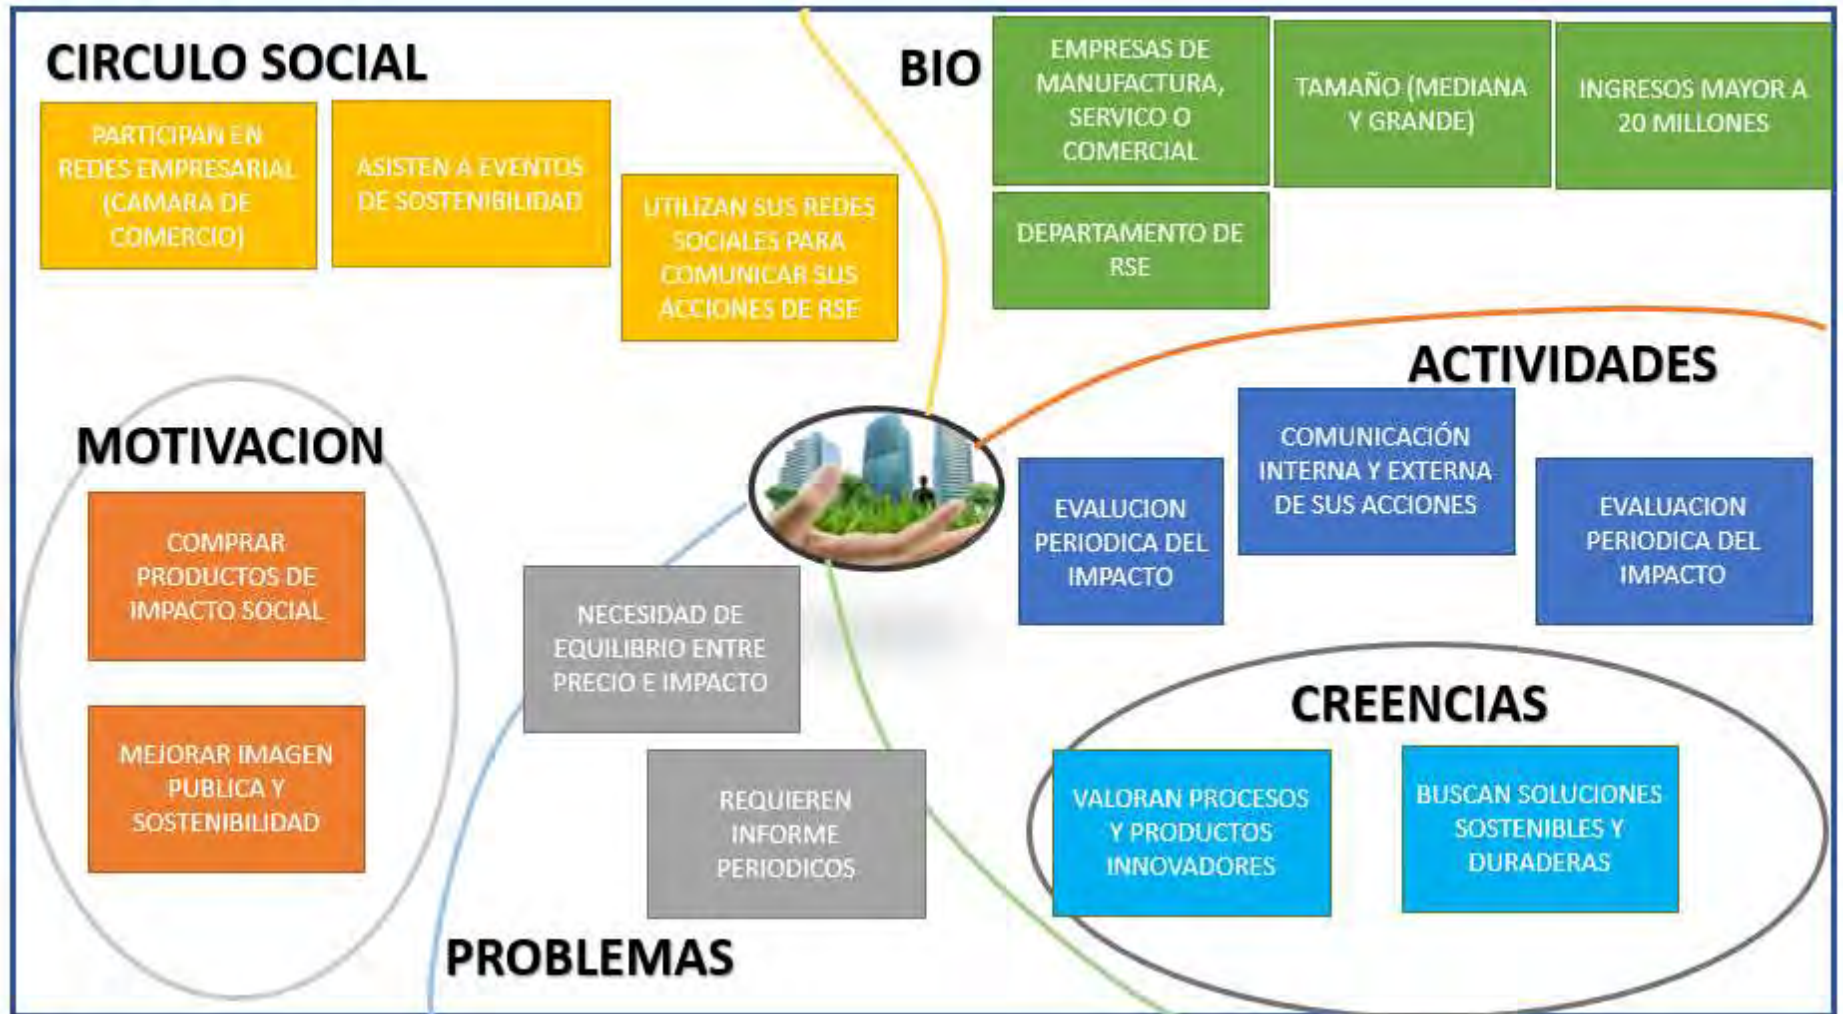 CIRCULO SOCIAL
PARTICIPAN EN
REDES EMPRESARIAL
(CAMARA DE
COMERCIO)
ASISTEN A EVENTOS
DE SOSTENIBILIDAD
UTILIZAN SUS REDES
SOCIALES PARA
COMUNICAR SUS
ACCIONES DE RSE
BIO
EMPRESAS DE
MANUFACTURA,
SERVICO O
COMERCIAL
TAMAÑO (MEDIANA
Y GRANDE)
INGRESOS MAYOR A
20 MILLONES
DEPARTAMENTO DE
RSE
ACTIVIDADES
EVALUCION
PERIODICA DEL
IMPACTO
COMUNICACIÓN
INTERNA Y EXTERNA
DE SUS ACCIONES
EVALUACION
PERIODICA DEL
IMPACTO
MOTIVACION
COMPRAR
PRODUCTOS DE
IMPACTO SOCIAL
MEJORAR IMAGEN
PUBLICA Y
SOSTENIBILIDAD
NECESIDAD DE
EQUILIBRIO ENTRE
PRECIO E IMPACTO
REQUIEREN
INFORME
PERIODICOS
PROBLEMAS
CREENCIAS
VALORAN PROCESOS
Y PRODUCTOS
INNOVADORES
BUSCAN SOLUCIONES
SOSTENIBLES Y
DURADERAS